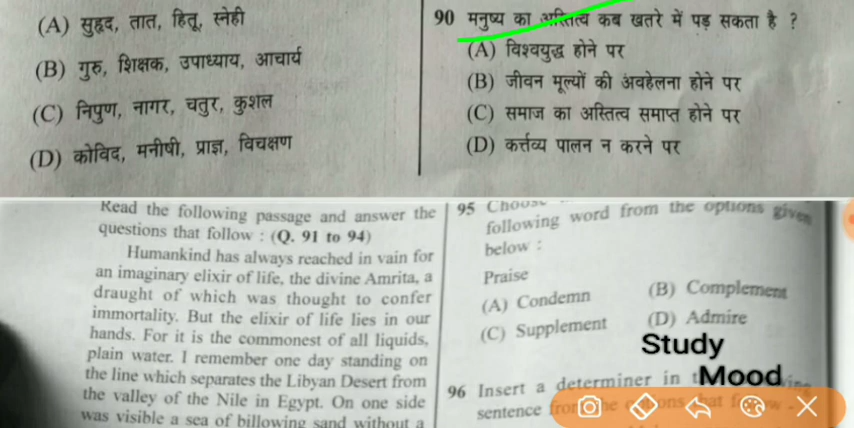 (A) सुहृद, तात, हितू, स्नेही
(B) गुरु, शिक्षक, उपाध्याय, आचार्य
(C) निपुण, नागर, चतुर, कुशल
(D) कोविद, मनीषी, प्राज्ञ, विचक्षण
90 मनुष्य का अस्तित्व कब खतरे में पड़ सकता है ?
(A) विश्वयुद्ध होने पर
(B) जीवन मूल्यों की अवहेलना होने पर
(C) समाज का अस्तित्व समाप्त होने पर
(D) कर्त्तव्य पालन न करने पर
Read the following passage and answer the
questions that follow : (Q. 91 to 94)
Humankind has always reached in vain for
an imaginary elixir of life, the divine Amrita, a
draught of which was thought to confer
immortality. But the elixir of life lies in our
hands. For it is the commonest of all liquids,
plain water. I remember one day standing on
the line which separates the Libyan Desert from
the valley of the Nile in Egypt. On one side
was visible a sea of billowing sand without a
95 Choose
following word from the options given
below :
Praise
(A) Condemn (B) Complement
(C) Supplement (D) Admire
Study
Mood
96 Insert a determiner in
sentence from the options that follow